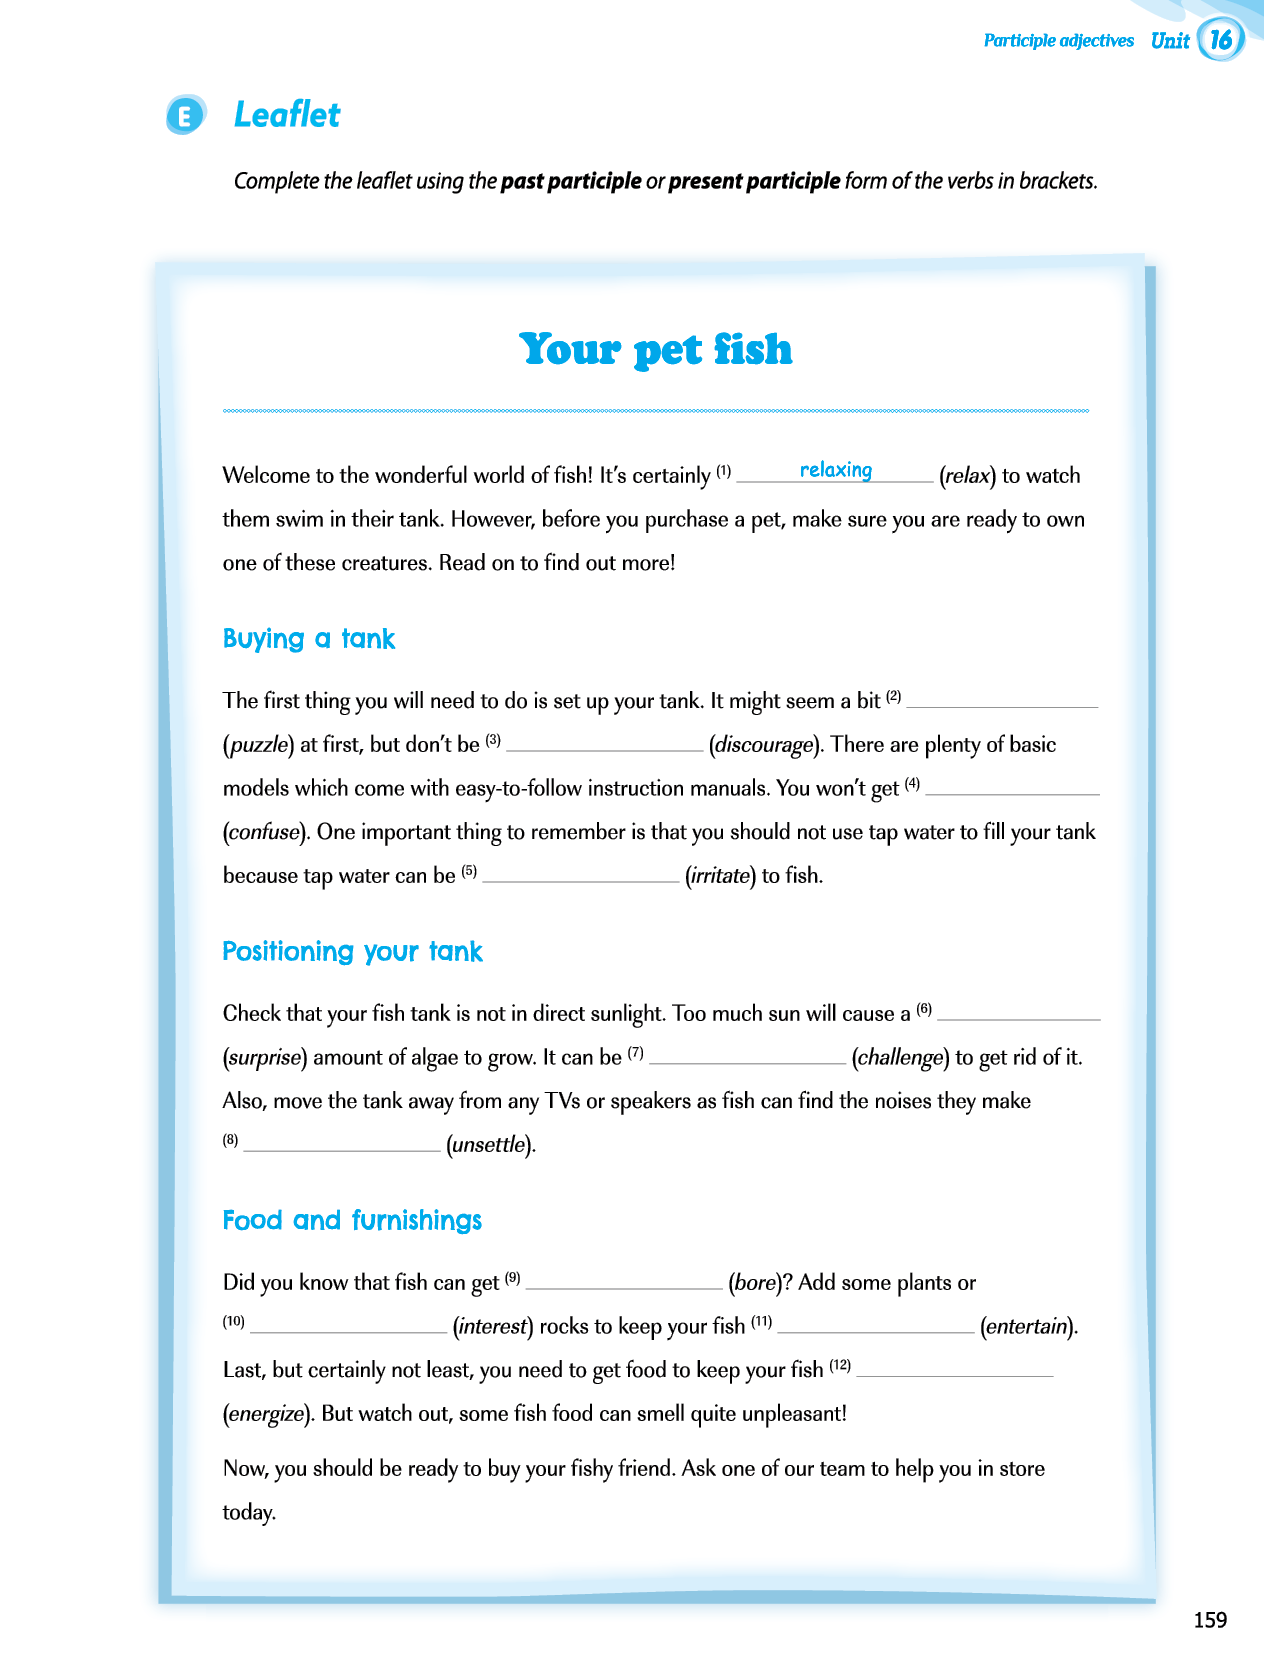 Participle adjectives Unit 16
E Leaflet
Complete the leaflet using the past participle or present participle form of the verbs in brackets.
Your pet fish
Welcome to the wonderful world of fish! It's certainly (1) relaxing (relax) to watch
them swim in their tank. However, before you purchase a pet, make sure you are ready to own
one of these creatures. Read on to find out more!
Buying a tank
The first thing you will need to do is set up your tank. It might seem a bit (2)
(puzzle) at first, but don't be (3) (discourage). There are plenty of basic
models which come with easy-to-follow instruction manuals. You won't get (4)
(confuse). One important thing to remember is that you should not use tap water to fill your tank
because tap water can be (5) (irritate) to fish.
Positioning your tank
Check that your fish tank is not in direct sunlight. Too much sun will cause a (6)
(surprise) amount of algae to grow. It can be (7) (challenge) to get rid of it.
Also, move the tank away from any TVs or speakers as fish can find the noises they make
(8) (unsettle).
Food and furnishings
Did you know that fish can get (9) (bore)? Add some plants or
(10) (interest) rocks to keep your fish (11) (entertain).
Last, but certainly not least, you need to get food to keep your fish (12)
(energize). But watch out, some fish food can smell quite unpleasant!
Now, you should be ready to buy your fishy friend. Ask one of our team to help you in store
today.
159